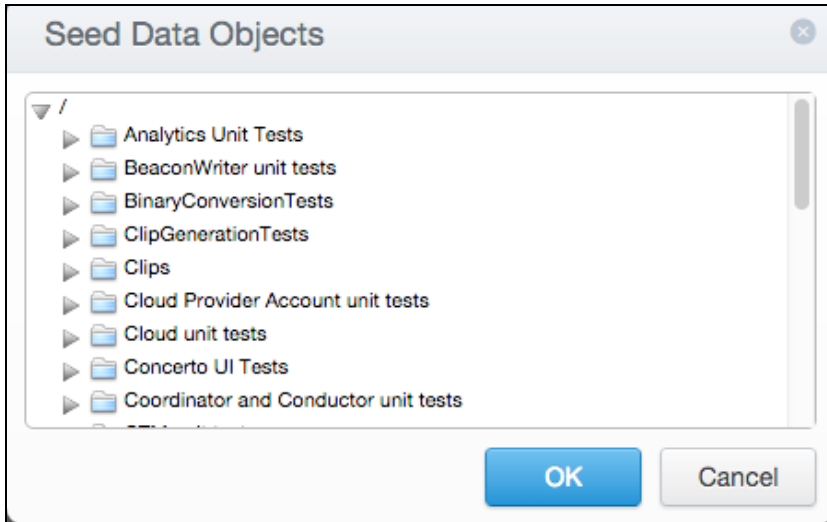 Seed Data Objects
/
Analytics Unit Tests
BeaconWriter unit tests
BinaryConversionTests
ClipGenerationTests
Clips
Cloud Provider Account unit tests
Cloud unit tests
Concerto UI Tests
Coordinator and Conductor unit tests
OK
Cancel